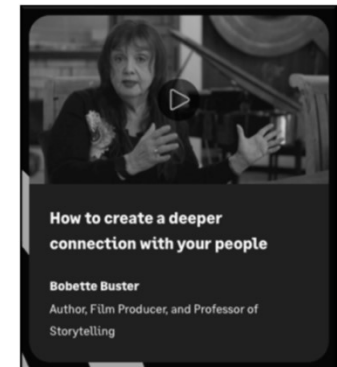 How to create a deeper
connection with your people
Bobette Buster
Author, Film Producer, and Professor of
Storytelling